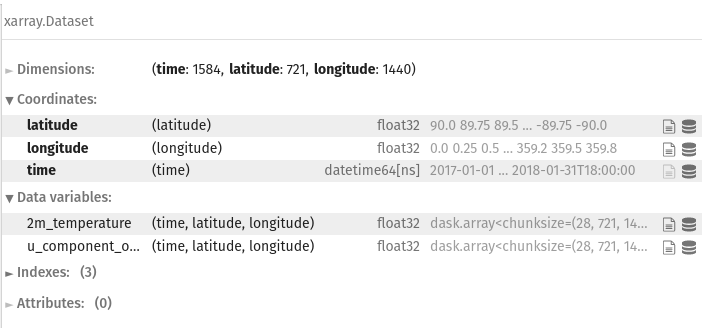 xarray.Dataset
► Dimensions: (time: 1584, latitude: 721, longitude: 1440)
▼ Coordinates:
latitude (latitude) float32 90.0 89.75 89.5 ... -89.75 -90.0
longitude (longitude) float32 0.0 0.25 0.5 ... 359.2 359.5 359.8
time (time) datetime64[ns] 2017-01-01 ... 2018-01-31T18:00:00
▼ Data variables:
2m_temperature (time, latitude, longitude) float32 dask.array<chunksize=(28, 721, 14...
u_component_o... (time, latitude, longitude) float32 dask.array<chunksize=(28, 721, 14...
► Indexes: (3)
► Attributes: (0)